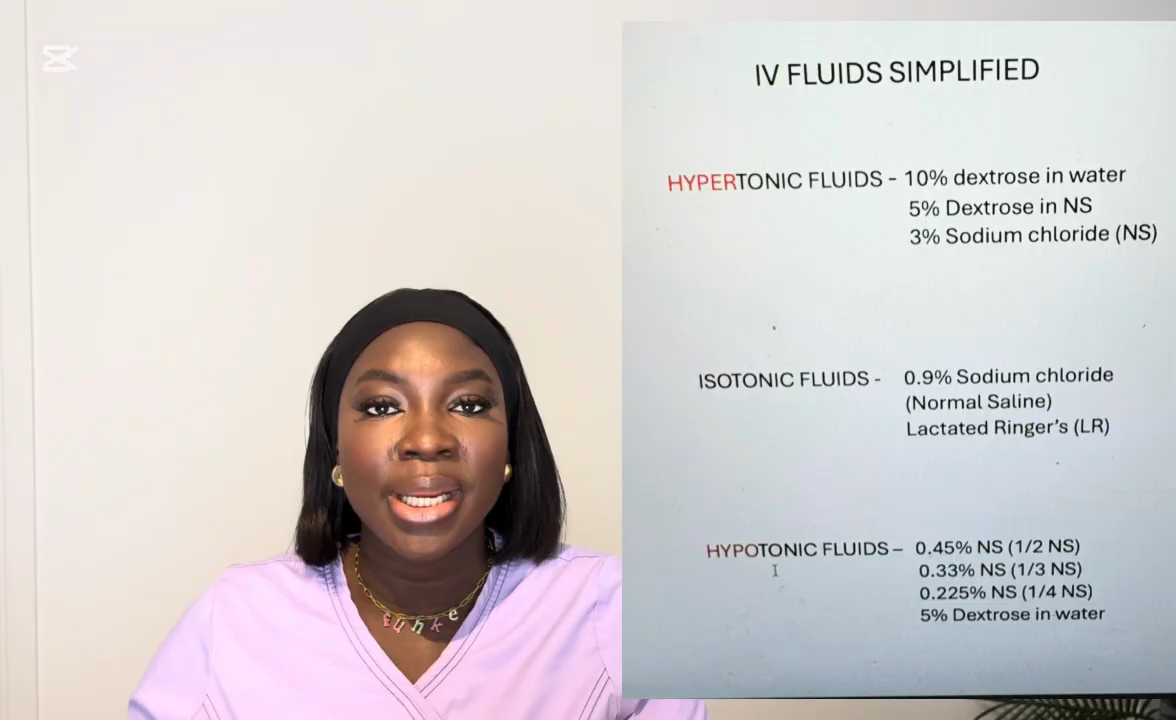 IV FLUIDS SIMPLIFIED
HYPERTONIC FLUIDS - 10% dextrose in water
5% Dextrose in NS
3% Sodium chloride (NS)
ISOTONIC FLUIDS - 0.9% Sodium chloride
(Normal Saline)
Lactated Ringer's (LR)
HYPOTONIC FLUIDS – 0.45% NS (1/2 NS)
0.33% NS (1/3 NS)
0.225% NS (1/4 NS)
5% Dextrose in water